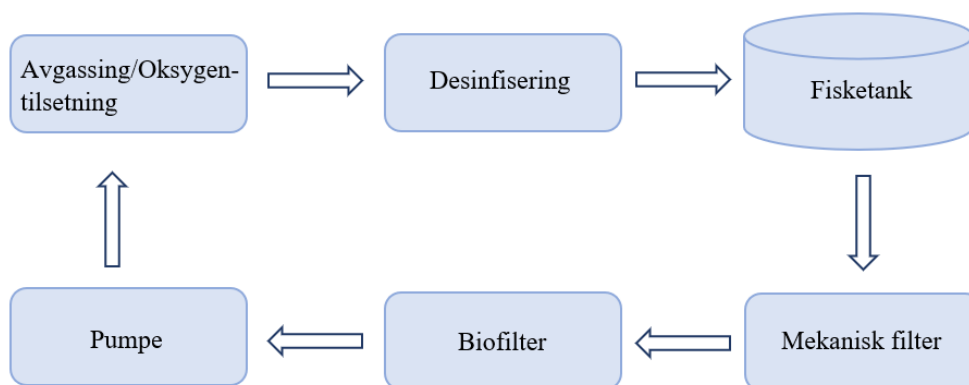 Avgassing/Oksygen-
tilsetning
Desinfisering
Fisketank
Pumpe
Biofilter
Mekanisk filter